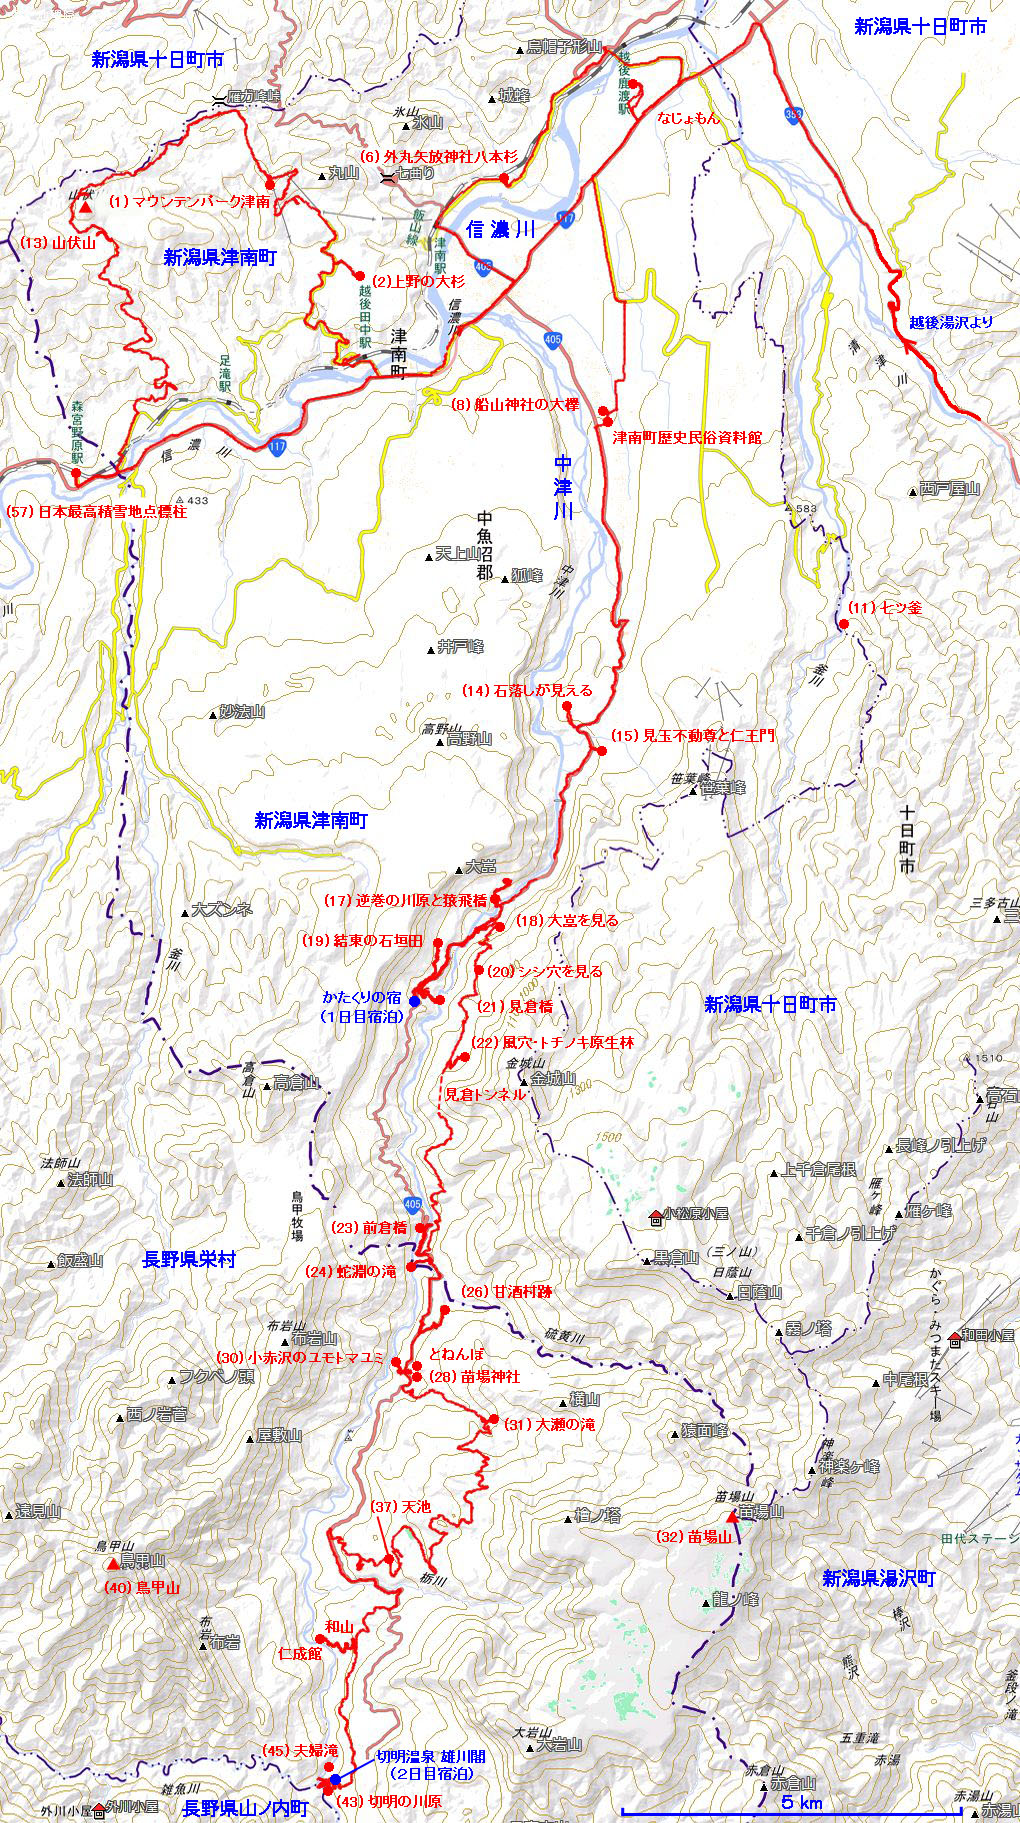 新潟県十日町市
烏帽子形山
新潟県十日町市
越後鹿渡駅
雁ガ峰峠
城峰
氷山
氷山
353
なじょもん
(6) 外丸矢放神社八本杉
丸山
七曲り
山伏
(1) マウンテンパーク津南
飯山線
信濃川
117
(13) 山伏山
新潟県津南町
津南駅
405
(2)上野の大杉
越後田中駅
信濃川
越後湯沢より
津南町
405
清津川
足滝駅
(8) 船山神社の大欅
森宮野原駅
津南町歴史民俗資料館
信濃川
117
中津川
433
西戸屋山
(57) 日本最高積雪地点標柱
583
中魚沼郡
天上山
狐峰
中津川
川
(11) 七ツ釜
井戸峰
釜川
(14) 石落しが見える
妙法山
高野山
高野山
(15) 見玉不動尊と仁王門
笹葉峰
笹葉峰
新潟県津南町
十日町市
大嵓
(17) 逆巻の川原と猿飛橋
大ズンネ
三多古山
(18) 大嵓を見る
(19) 結東の石垣田
釜川
(20) シシ穴を見る
かたくりの宿
(1日目宿泊)
(21) 見倉橋
新潟県十日町市
(22) 風穴・トチノキ原生林
金城山
1510
高倉山
高倉山
金城山
見倉トンネル
高石山
1500
長峰ノ引上げ
法師山
法師山
上千倉尾根
鳥甲牧場
405
雁ヶ峰
雁ケ峰
小松原小屋
(23) 前倉橋
千倉ノ引上げ
飯盛山
長野県栄村
黒倉山
(三ノ山)
日蔭山
(24) 蛇淵の滝
日蔭山
(26) 甘酒村跡
かぐら・みつまたスキー場
布岩山
布岩山
硫黄川
霧ノ塔
和田小屋
(30) 小赤沢のユモトマユミ
とねんぼ
フクベノ頭
(28) 苗場神社
中尾根
横山
西ノ岩菅
(31) 大瀬の滝
猿面峰
屋敷山
神楽峰
神楽ヶ峰
苗場山
苗場山
遠見山
(37) 天池
檜ノ塔
(32) 苗場山
田代ステーシ
鳥甲山
鳥甲山
(40) 鳥甲山
栃川
新潟県湯沢町
龍ノ峰
布岩
布岩
棒沢
和山
仁成館
熊沢
釜段ノ滝
大岩山
大岩山
五重滝
赤湯
(45) 夫婦滝
切明温泉 雄川閣
(2日目宿泊)
赤倉山
赤倉山
雑魚川
(43) 切明の川原
赤湯山
外川小屋
外川小屋
長野県山ノ内町
5 km